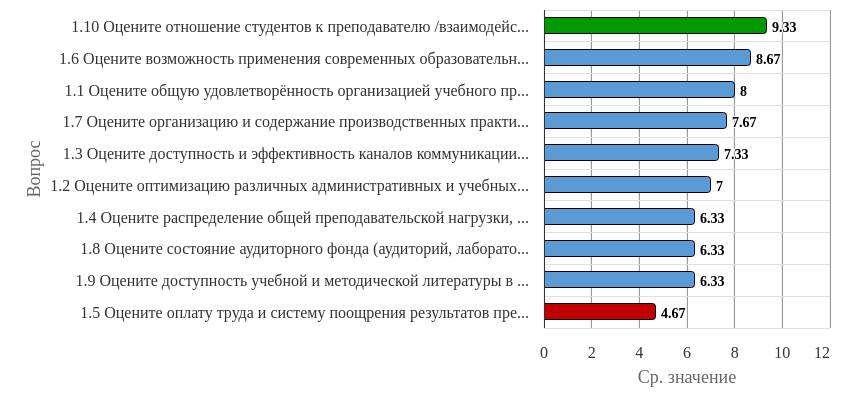 1.10 Оцените отношение студентов к преподавателю /взаимодейс... 9.33
1.6 Оцените возможность применения современных образовательн... 8.67
1.1 Оцените общую удовлетворённость организацией учебного пр... 8
1.7 Оцените организацию и содержание производственных практи... 7.67
1.3 Оцените доступность и эффективность каналов коммуникации... 7.33
1.2 Оцените оптимизацию различных административных и учебных... 7
1.4 Оцените распределение общей преподавательской нагрузки, ... 6.33
1.8 Оцените состояние аудиторного фонда (аудиторий, лаборато... 6.33
1.9 Оцените доступность учебной и методической литературы в ... 6.33
1.5 Оцените оплату труда и систему поощрения результатов пре... 4.67
Вопрос
0 2 4 6 8 10 12
Ср. значение